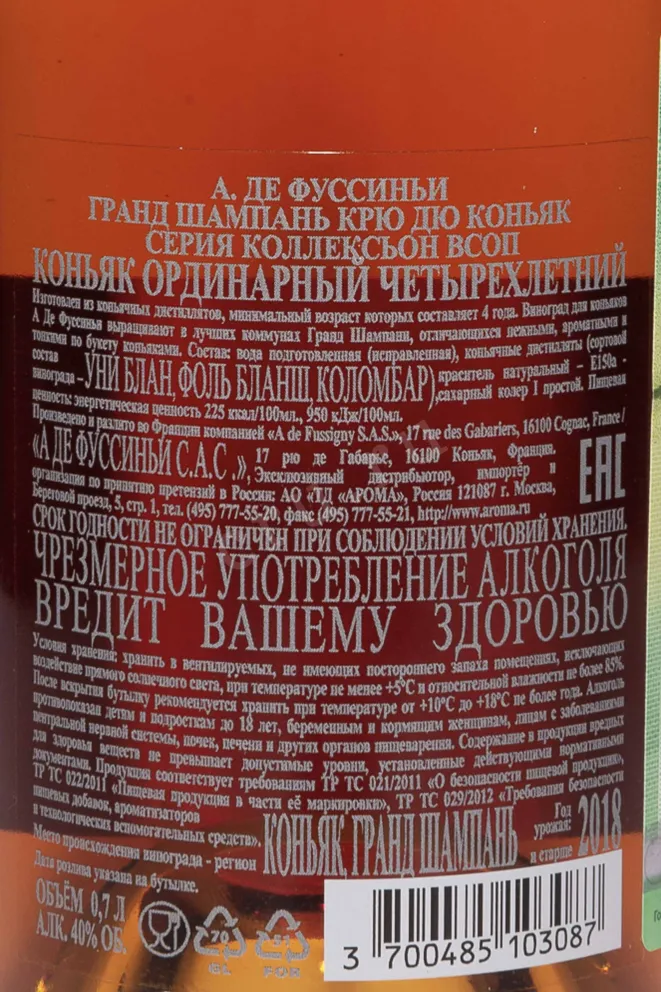 А. ДЕ ФУССИНЬИ
ГРАНД ШАМПАНЬ КРЮ ДЮ КОНЬЯК
СЕРИЯ КОЛЛЕКСЬОН ВСОП
КОНЬЯК ОРДИНАРНЫЙ ЧЕТЫРЕХЛЕТНИЙ
Изготовлен из коньячных дистиллятов, минимальный возраст которых составляет 4 года. Виноград для коньяков
А Де Фуссиньи выращивают в лучших коммунах Гранд Шампани, отличающихся нежными, ароматными и
тонкими по букету коньяками. Состав: вода подготовленная (исправленная), коньячные дистилляты (сортовой
состав
винограда – УНИ БЛАН, ФОЛЬ БЛАНШ, КОЛОМБАР), краситель натуральный – Е150a -
сахарный колер I простой. Пищевая
ценность: энергетическая ценность 225 ккал/100мл., 950 кДж/100мл.
Произведено и разлито во Франции компанией «A de Fussigny S.A.S.», 17 rue des Gabariers, 16100 Cognac, France /
«А ДЕ ФУССИНЬИ С.А.С .», 17 рю де Габарье, 16100 Коньяк, Франция.
Эксклюзивный дистрибьютор, импортёр и
организация по принятию претензий в России: АО «ТД «АРОМА», Россия 121087 г. Москва,
Береговой проезд, 5, стр. 1, тел. (495) 777-55-20, факс (495) 777-55-21, http://www.aroma.ru
EAC
СРОК ГОДНОСТИ НЕ ОГРАНИЧЕН ПРИ СОБЛЮДЕНИИ УСЛОВИЙ ХРАНЕНИЯ.
ЧРЕЗМЕРНОЕ УПОТРЕБЛЕНИЕ АЛКОГОЛЯ
ВРЕДИТ ВАШЕМУ ЗДОРОВЬЮ
Условия хранения: хранить в вентилируемых, не имеющих постороннего запаха помещениях, исключающих
воздействие прямого солнечного света, при температуре не менее +5°С и относительной влажности не более 85%.
После вскрытия бутылку рекомендуется хранить при температуре от +10°С до +18°С не более года. Алкоголь
противопоказан детям и подросткам до 18 лет, беременным и кормящим женщинам, лицам с заболеваниями
центральной нервной системы, почек, печени и других органов пищеварения. Содержание в продукции вредных
для здоровья веществ не превышает допустимые уровни, установленные действующими нормативными
документами. Продукция соответствует требованиям ТР ТС 021/2011 «О безопасности пищевой продукции»,
ТР ТС 022/2011 «Пищевая продукция в части её маркировки», ТР ТС 029/2012 «Требования безопасности
пищевых добавок, ароматизаторов
и технологических вспомогательных средств».
Место происхождения винограда - регион КОНЬЯК, ГРАНД ШАМПАНЬ
Год
урожая: 2018
и старше
Дата розлива указана на бутылке.
ОБЪЁМ 0,7 Л
АЛК. 40% ОБ.
70
GL
51
FOR
3 700485 103087